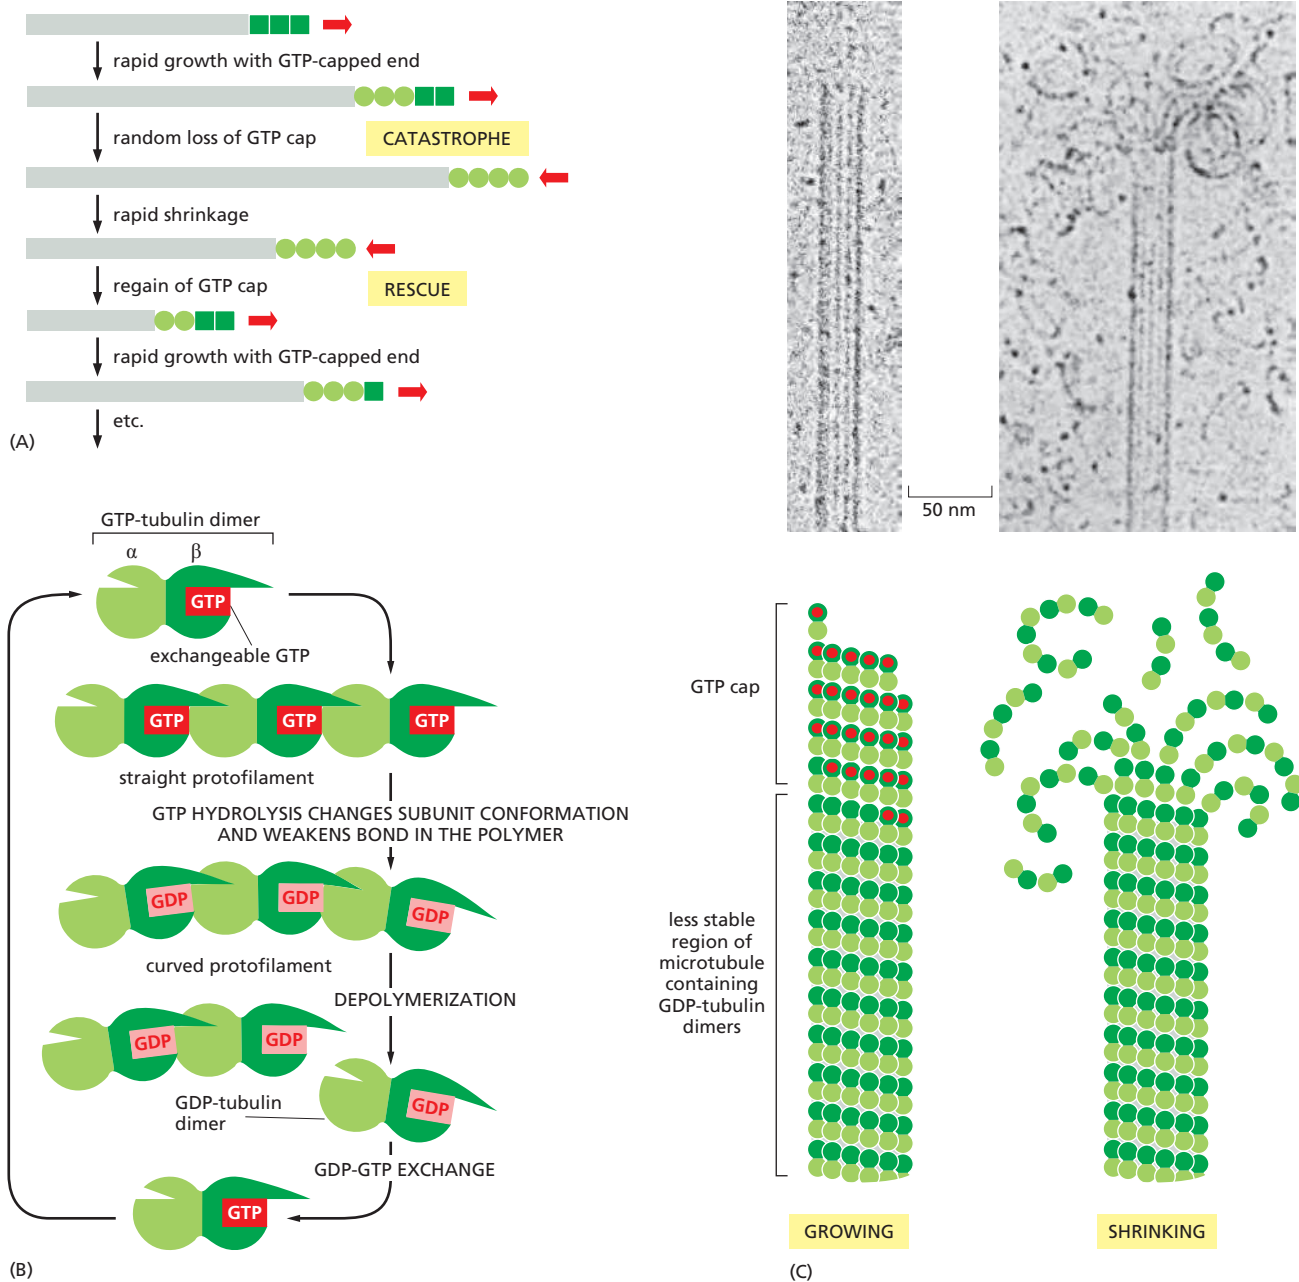 rapid growth with GTP-capped end
random loss of GTP cap
CATASTROPHE
rapid shrinkage
regain of GTP cap
RESCUE
rapid growth with GTP-capped end
etc.
(A)
GTP-tubulin dimer
α
β
GTP
exchangeable GTP
GTP
GTP
GTP
straight protofilament
GTP HYDROLYSIS CHANGES SUBUNIT CONFORMATION
AND WEAKENS BOND IN THE POLYMER
GDP
GDP
GDP
curved protofilament
DEPOLYMERIZATION
GDP
GDP
GDP
GDP-tubulin
dimer
GDP-GTP EXCHANGE
GTP
(B)
50 nm
GTP cap
less stable
region of
microtubule
containing
GDP-tubulin
dimers
GROWING
SHRINKING
(C)